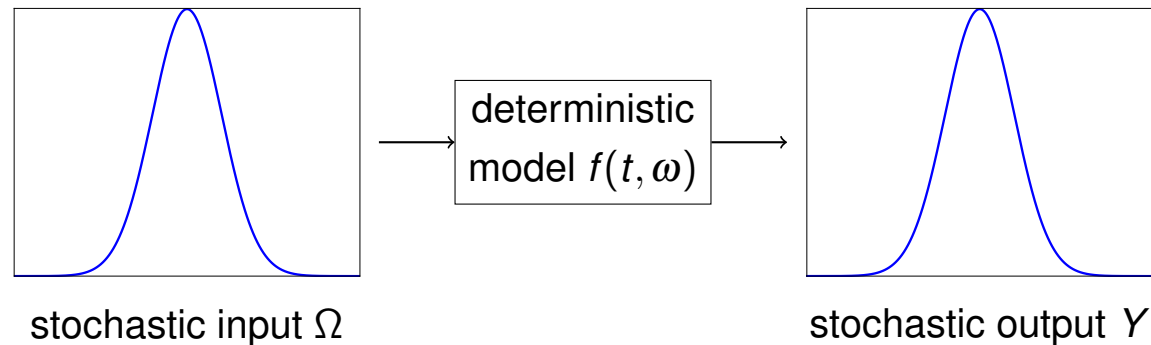 deterministic
model f(t, ω)
stochastic input Ω
stochastic output Y